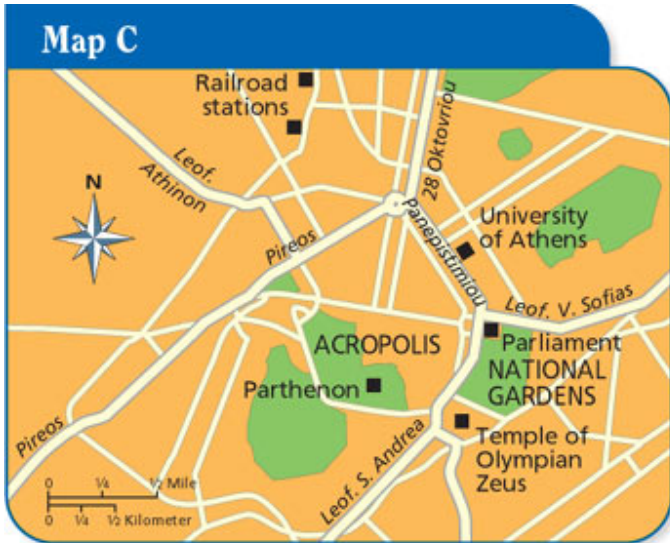 Map C
Railroad
stations
28 Oktovriou
Leof.
Athinon
N
Panepistimiou
University
of Athens
Pireos
Leof. V. Sofias
ACROPOLIS
Parliament
NATIONAL
GARDENS
Parthenon
Pireos
Leof. S. Andrea
Temple of
Olympian
Zeus
0 ¼ ½ Mile
0 ¼ ½ Kilometer